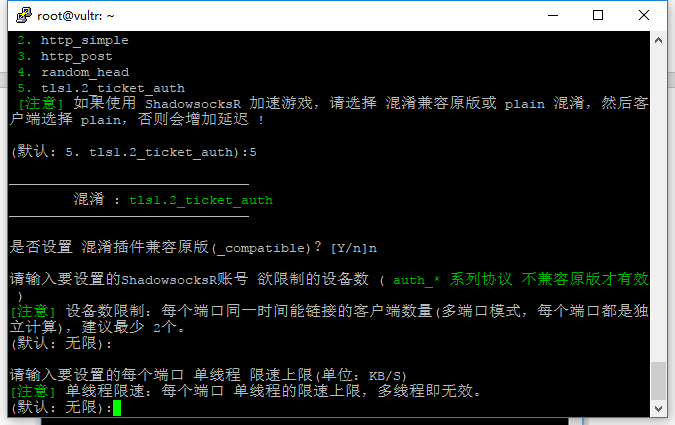 root@vultr: ~
2. http_simple
3. http_post
4. random_head
5. tls1.2_ticket_auth
[注意] 如果使用 ShadowsocksR 加速游戏，请选择 混淆兼容原版或 plain 混淆，然后客
户端选择 plain，否则会增加延迟 !
(默认: 5. tls1.2_ticket_auth):5
混淆 : tls1.2_ticket_auth
是否设置 混淆插件兼容原版(_compatible)? [Y/n]n
请输入要设置的ShadowsocksR账号 欲限制的设备数 ( auth_* 系列协议 不兼容原版才有效
)
[注意] 设备数限制: 每个端口同一时间能链接的客户端数量(多端口模式，每个端口都是独
立计算)，建议最少 2个。
(默认: 无限):
请输入要设置的每个端口 单线程 限速上限(单位: KB/S)
[注意] 单线程限速: 每个端口 单线程的限速上限，多线程即无效。
(默认: 无限):